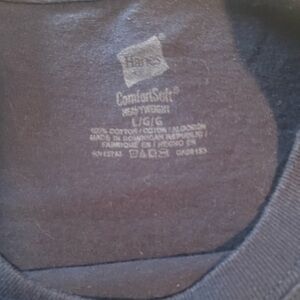 Hanes
ComfortSoft®
HEAVYWEIGHT
L/G/G
100% COTTON / COTON / ALGODÓN
MADE IN DOMINICAN REPUBLIC /
FABRIQUÉ EN / HECHO EN